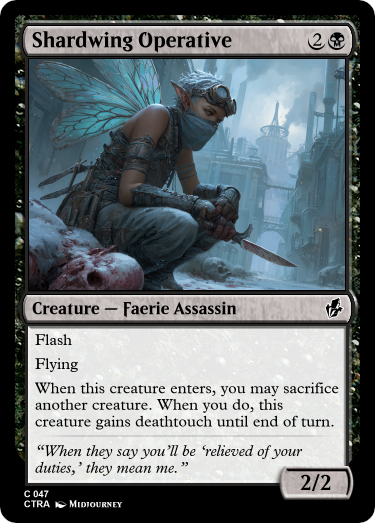 Shardwing Operative 2
Creature — Faerie Assassin
Flash
Flying
When this creature enters, you may sacrifice
another creature. When you do, this
creature gains deathtouch until end of turn.
“When they say you’ll be ‘relieved of your
duties,’ they mean me.”
2/2
C 047
CTRA Midjourney